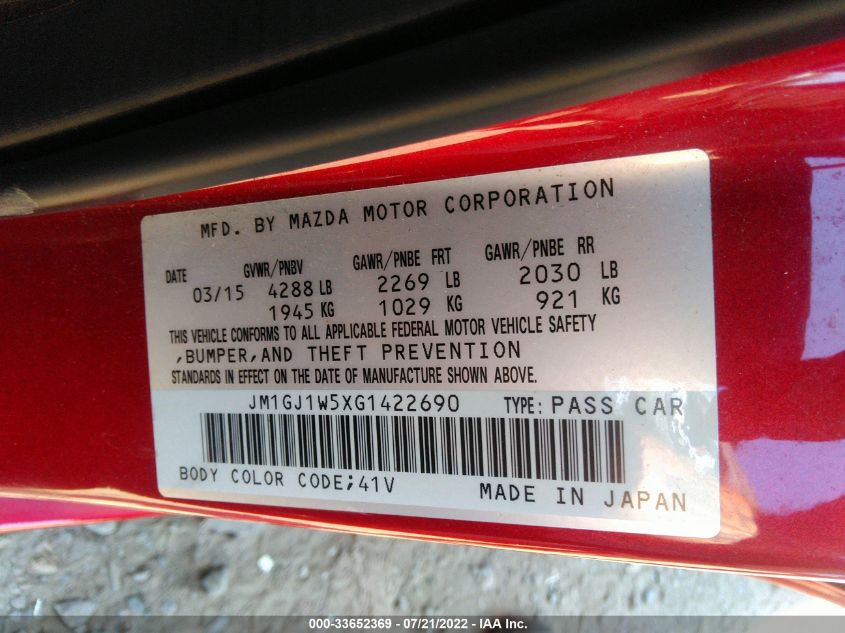 MFD. BY MAZDA MOTOR CORPORATION
DATE GVWR/PNBV GAWR/PNBE FRT GAWR/PNBE RR
03/15 4288 LB 2269 LB 2030 LB
1945 KG 1029 KG 921 KG
THIS VEHICLE CONFORMS TO ALL APPLICABLE FEDERAL MOTOR VEHICLE SAFETY
,BUMPER,AND THEFT PREVENTION
STANDARDS IN EFFECT ON THE DATE OF MANUFACTURE SHOWN ABOVE.
JM1GJ1W5XG1422690 TYPE: PASS CAR
BODY COLOR CODE;41V MADE IN JAPAN
000-33652369 - 07/21/2022 - IAA Inc.